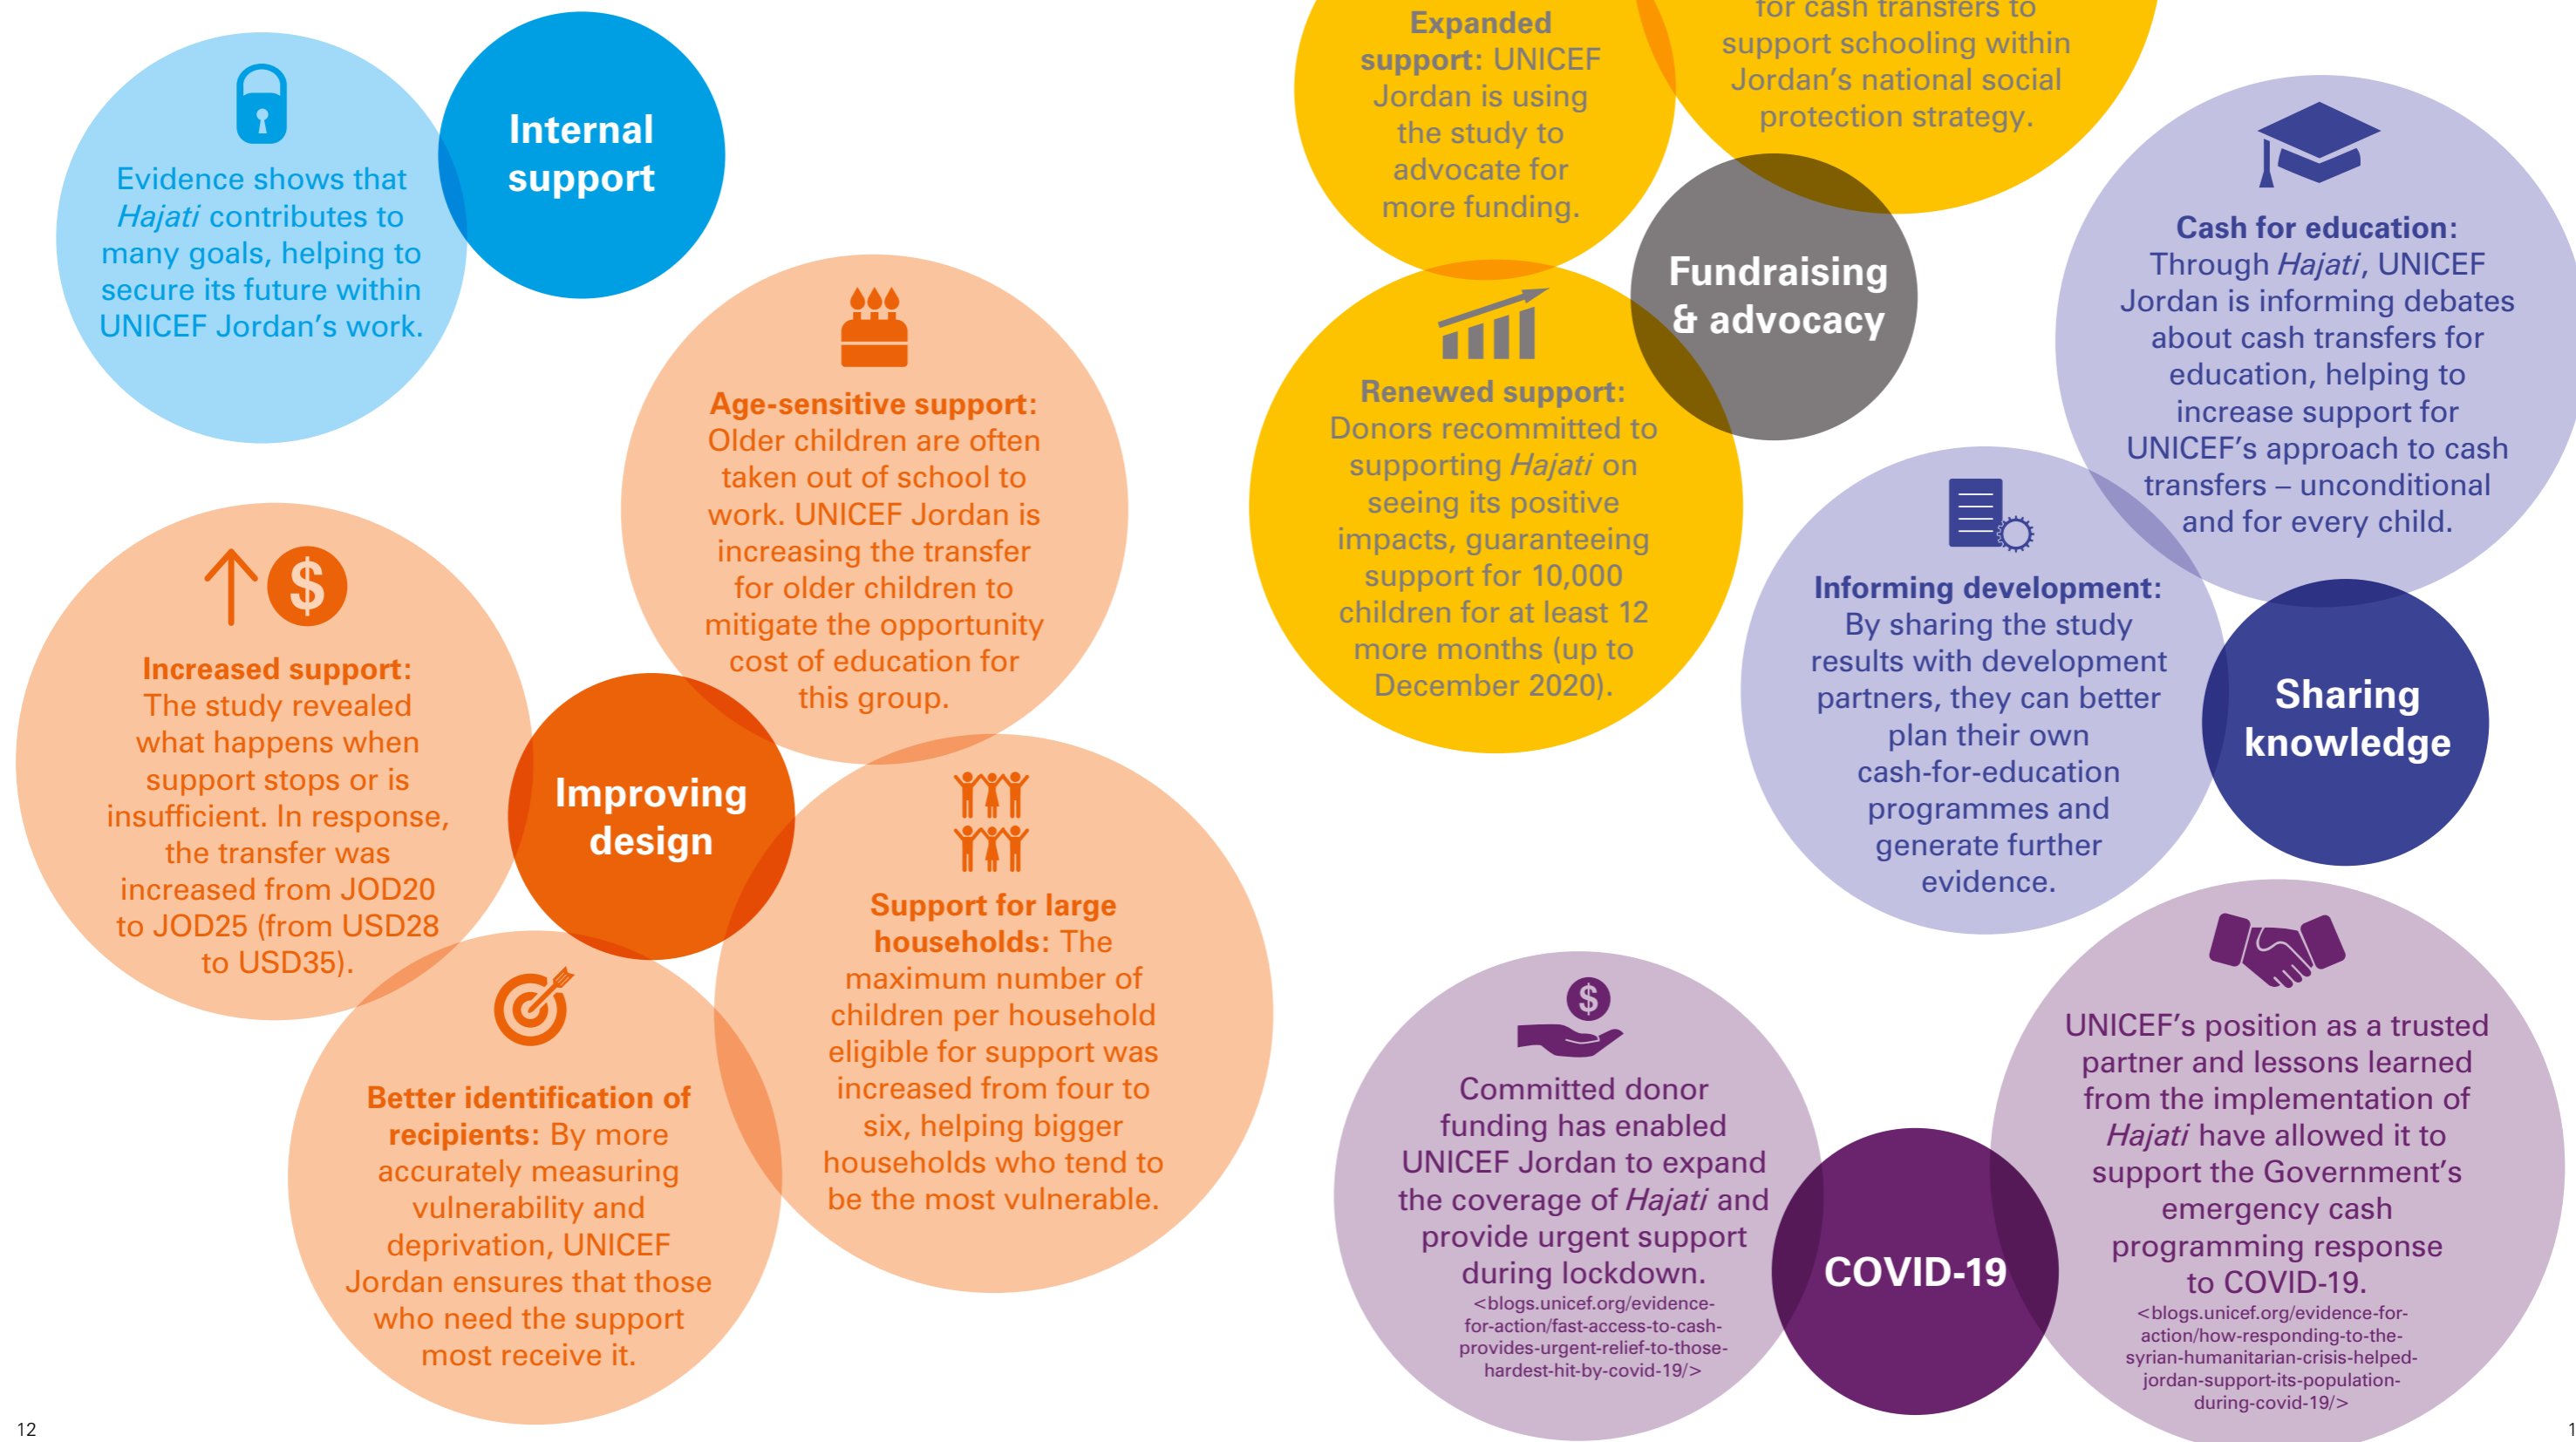 Evidence shows that
Hajati contributes to
many goals, helping to
secure its future within
UNICEF Jordan's work.
Internal
support
Age-sensitive support:
Older children are often
taken out of school to
work. UNICEF Jordan is
increasing the transfer
for older children to
mitigate the opportunity
cost of education for
this group.
$
Increased support:
The study revealed
what happens when
support stops or is
insufficient. In response,
the transfer was
increased from JOD20
to JOD25 (from USD28
to USD35).
Improving
design
Support for large
households: The
maximum number of
children per household
eligible for support was
increased from four to
six, helping bigger
households who tend to
be the most vulnerable.
Better identification of
recipients: By more
accurately measuring
vulnerability and
deprivation, UNICEF
Jordan ensures that those
who need the support
most receive it.
12
Expanded
support: UNICEF
Jordan is using
the study to
advocate for
more funding.
for cash transfers to
support schooling within
Jordan's national social
protection strategy.
Fundraising
& advocacy
Renewed support:
Donors recommitted to
supporting Hajati on
seeing its positive
impacts, guaranteeing
support for 10,000
children for at least 12
more months (up to
December 2020).
Cash for education:
Through Hajati, UNICEF
Jordan is informing debates
about cash transfers for
education, helping to
increase support for
UNICEF's approach to cash
transfers – unconditional
and for every child.
Informing development:
By sharing the study
results with development
partners, they can better
plan their own
cash-for-education
programmes and
generate further
evidence.
Sharing
knowledge
$
Committed donor
funding has enabled
UNICEF Jordan to expand
the coverage of Hajati and
provide urgent support
during lockdown.
<blogs.unicef.org/evidence-
for-action/fast-access-to-cash-
provides-urgent-relief-to-those-
hardest-hit-by-covid-19/>
COVID-19
UNICEF's position as a trusted
partner and lessons learned
from the implementation of
Hajati have allowed it to
support the Government's
emergency cash
programming response
to COVID-19.
<blogs.unicef.org/evidence-for-
action/how-responding-to-the-
syrian-humanitarian-crisis-helped-
jordan-support-its-population-
during-covid-19/>
1